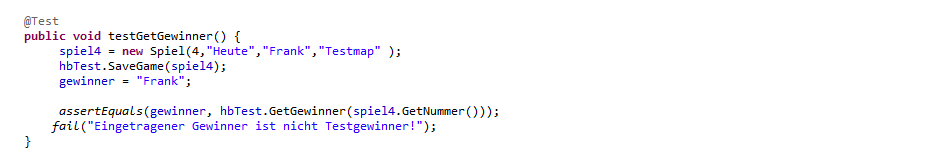 @Test
public void testGetGewinner() {
spiel4 = new Spiel(4,"Heute","Frank","Testmap" );
hbTest.SaveGame(spiel4);
gewinner = "Frank";
assertEquals(gewinner, hbTest.GetGewinner(spiel4.GetNummer()));
fail("Eingetragener Gewinner ist nicht Testgewinner!");
}